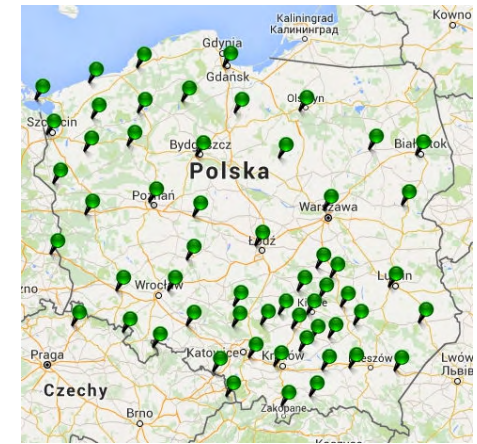 Kaliningrad
Калининград
Kowno
Gdynia
Gdańsk
Olsztyn
Szczecin
Bydgoszcz
Białystok
Polska
Poznań
Warszawa
Łódź
Lublin
Wrocław
Kielce
Praga
Katowice
Kraków
Rzeszów
Lwów
Львів
Czechy
Zakopane
Brno